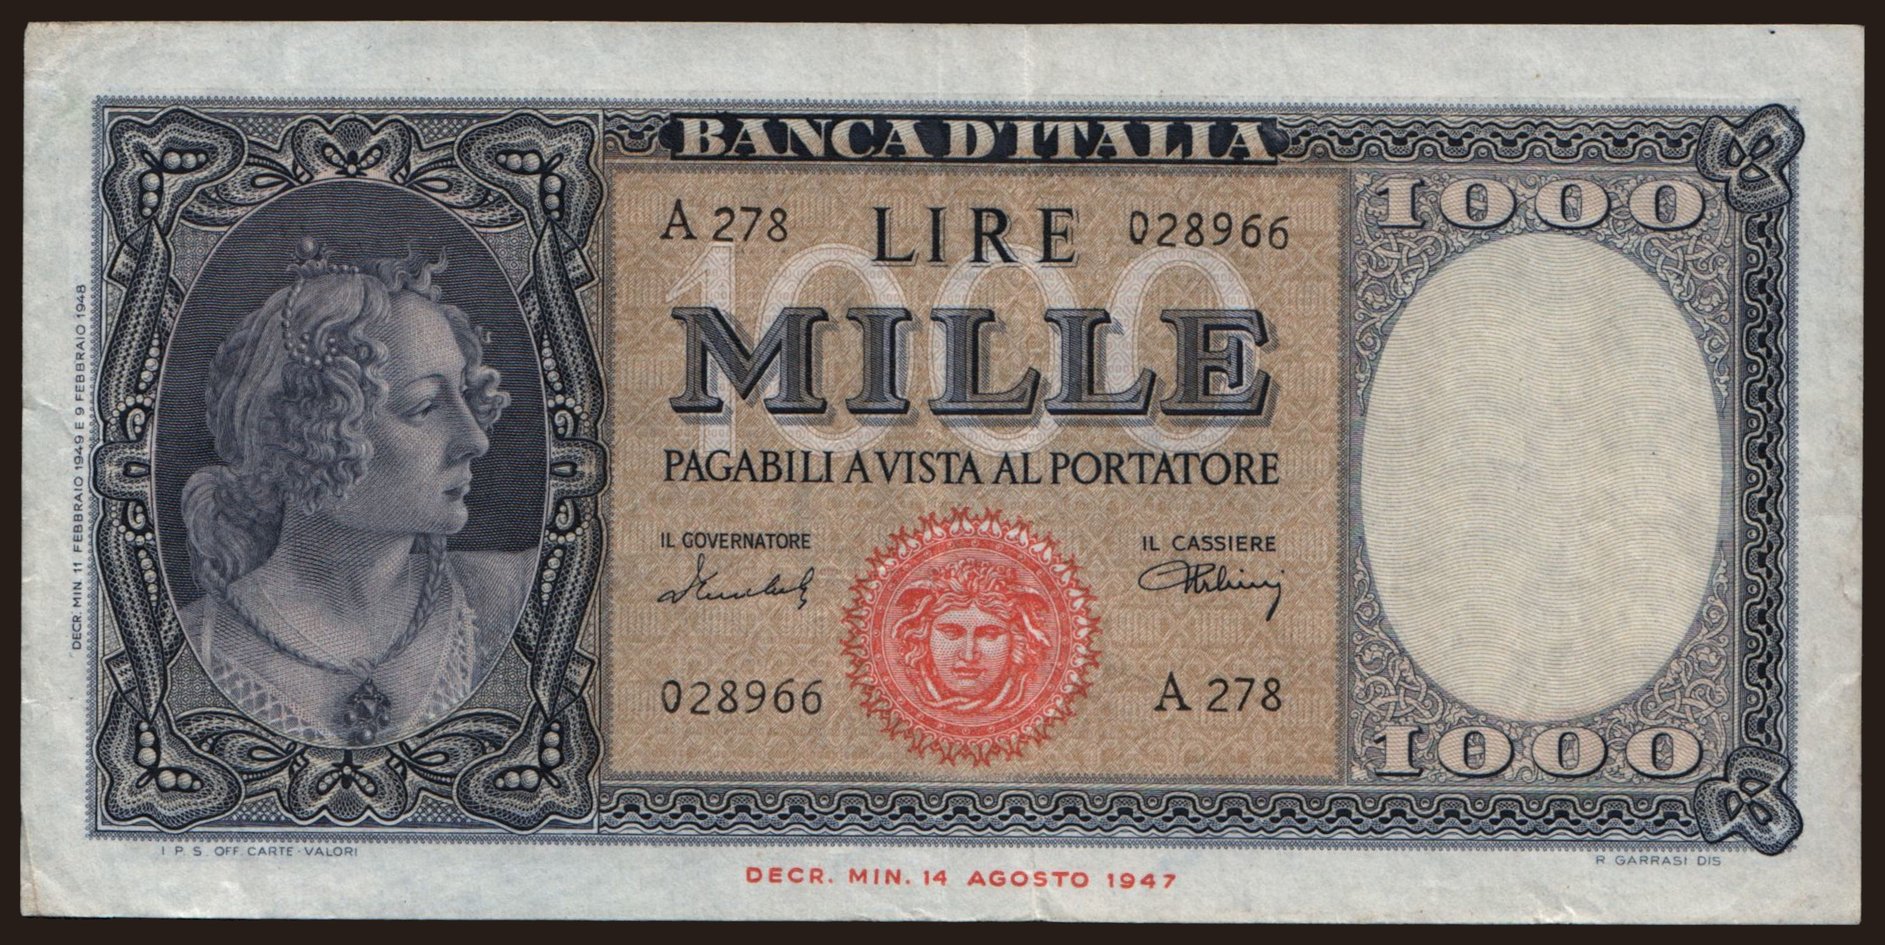 BANCA D'ITALIA
1000
A 278 LIRE 028966
1000
MILLE
PAGABILI A VISTA AL PORTATORE
IL GOVERNATORE
IL CASSIERE
028966
A 278
1000
DECR. MIN. 11 FEBBRAIO 1949 E 9 FEBBRAIO 1948
I. P. S. OFF. CARTE-VALORI
R. GARRASI DIS
DECR. MIN. 14 AGOSTO 1947